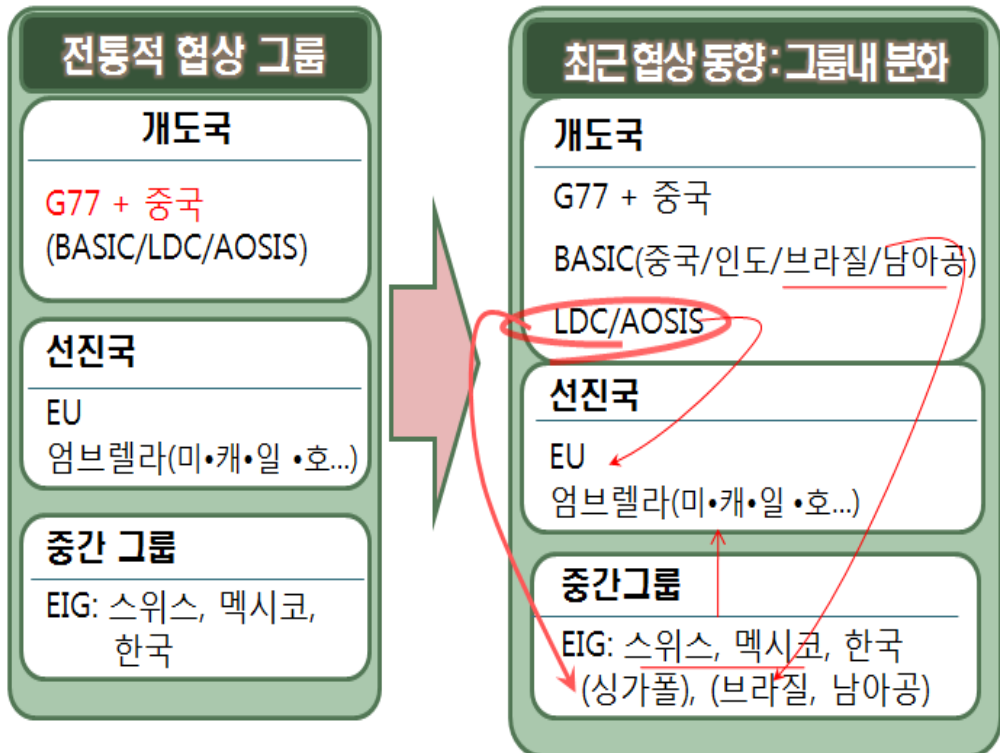 전통적 협상 그룹
개도국
G77 + 중국
(BASIC/LDC/AOSIS)
선진국
EU
엄브렐라(미•캐•일 •호...)
중간 그룹
EIG: 스위스, 멕시코,
한국
최근 협상 동향 : 그룹내 분화
개도국
G77 + 중국
BASIC(중국/인도/브라질/남아공)
LDC/AOSIS
선진국
EU
엄브렐라(미•캐•일 •호...)
중간그룹
EIG: 스위스, 멕시코, 한국
(싱가폴), (브라질, 남아공)